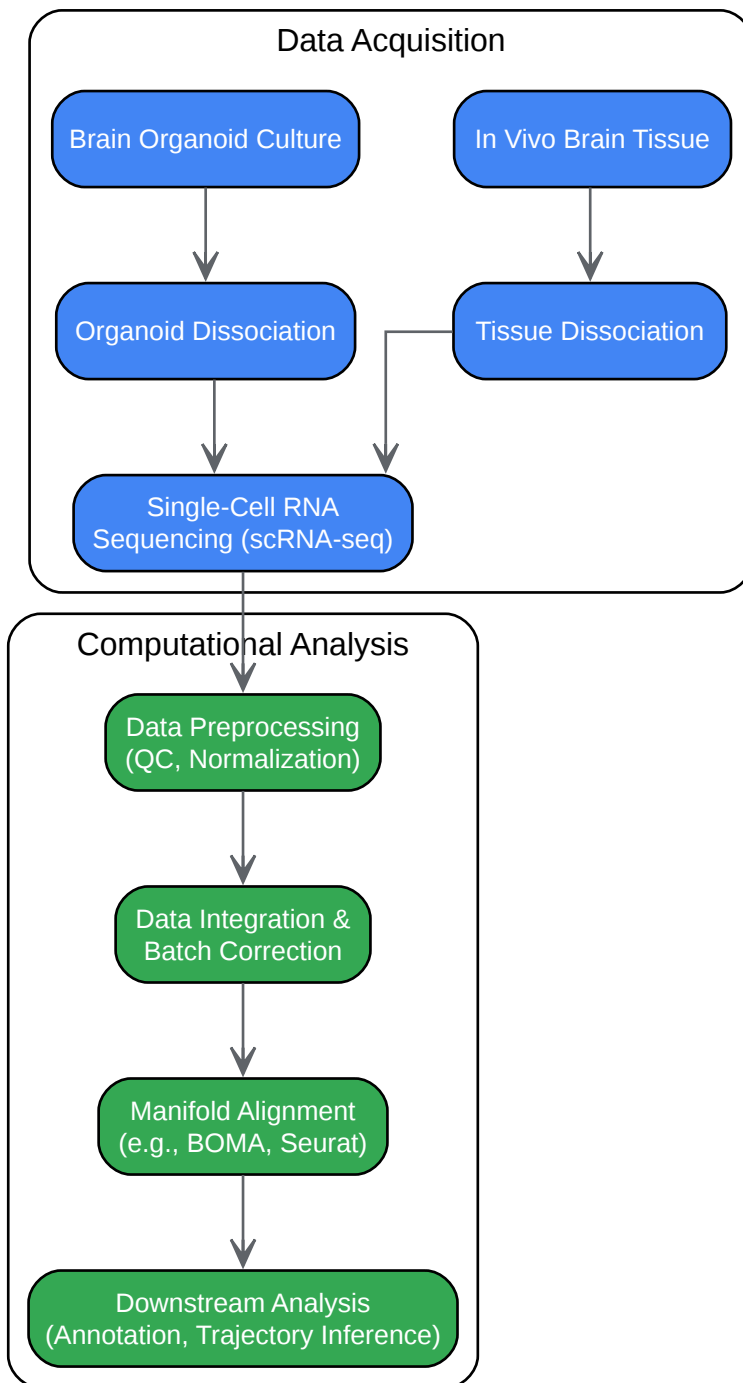 Data Acquisition
Brain Organoid Culture
In Vivo Brain Tissue
Organoid Dissociation
Tissue Dissociation
Single-Cell RNA
Sequencing (scRNA-seq)
Computational Analysis
Data Preprocessing
(QC, Normalization)
Data Integration &
Batch Correction
Manifold Alignment
(e.g., BOMA, Seurat)
Downstream Analysis
(Annotation, Trajectory Inference)